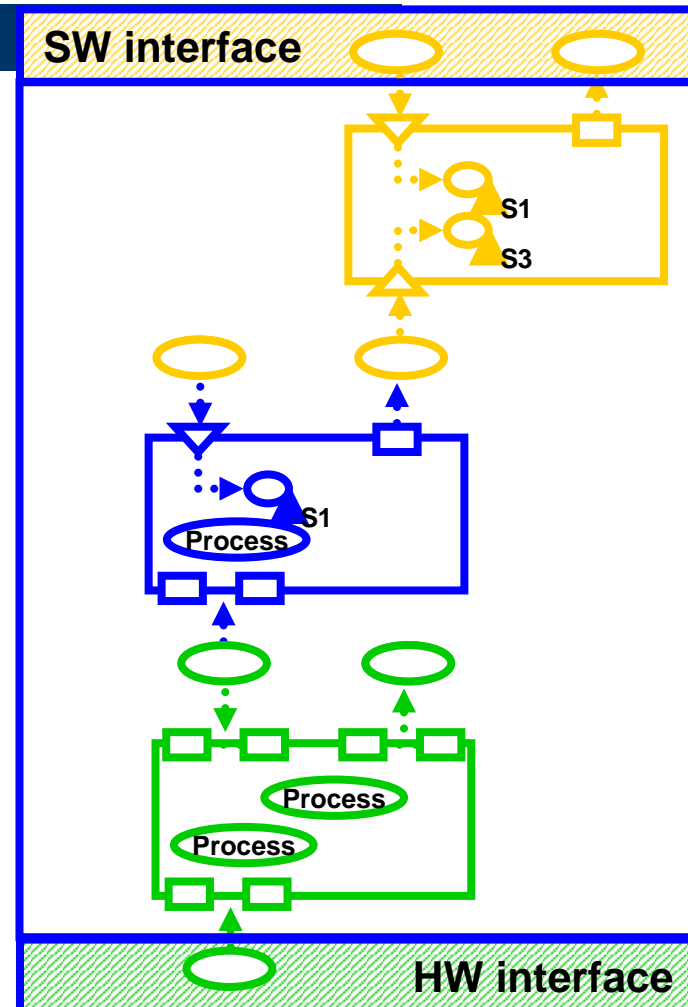 SW interface
S1
S3
S1
Process
Process
Process
HW interface